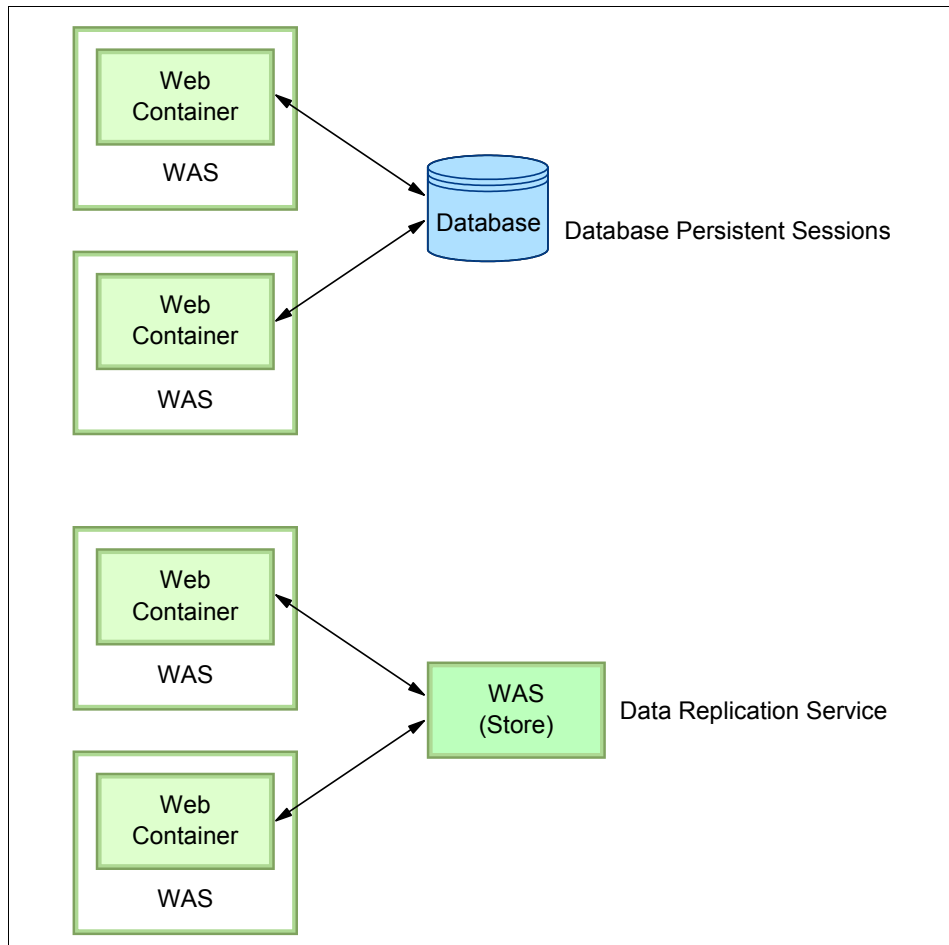 Web
Container
WAS
Database
Database Persistent Sessions
Web
Container
WAS
Web
Container
WAS
WAS
(Store)
Data Replication Service
Web
Container
WAS